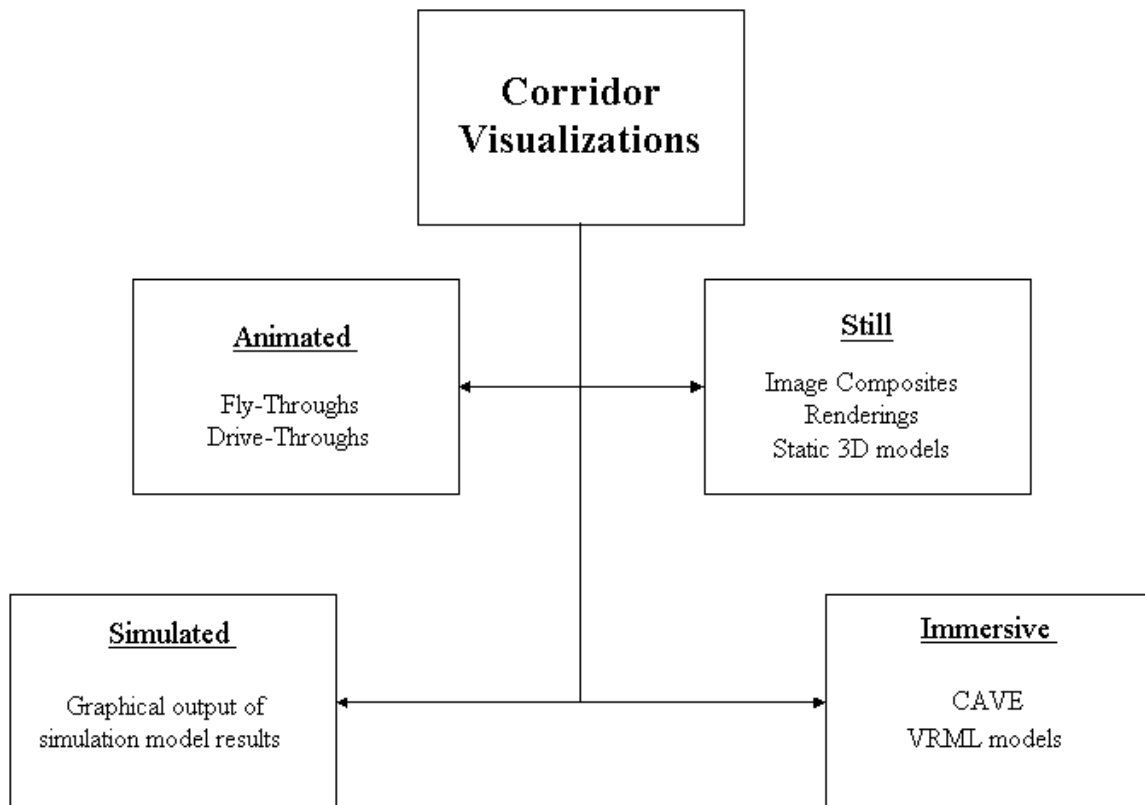 Corridor
Visualizations
Animated
Fly-Throughs
Drive-Throughs
Still
Image Composites
Renderings
Static 3D models
Simulated
Graphical output of
simulation model results
Immersive
CAVE
VRML models